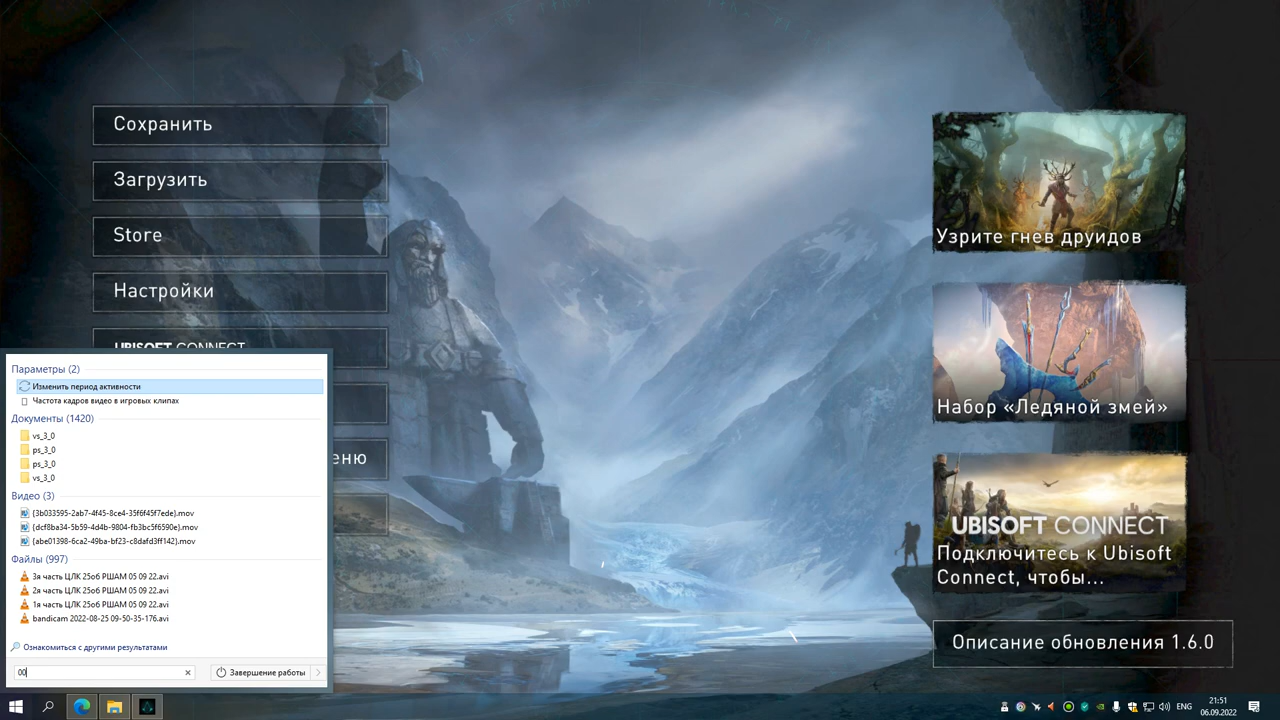 Сохранить
Загрузить
Store
Настройки
UBISOFT CONNECT
еню
Узрите гнев друидов
Набор «Ледяной змей»
UBISOFT CONNECT
Подключитесь к Ubisoft
Connect, чтобы...
Описание обновления 1.6.0
Параметры (2)
Изменить период активности
Частота кадров видео в игровых клипах
Документы (1420)
vs_3_0
ps_3_0
ps_3_0
vs_3_0
Видео (3)
{3b033595-2ab7-4f45-8ce4-35f6f45f7ede}.mov
{dcf8ba34-5b59-4d4b-9804-fb3bc5f6590e}.mov
{abe01398-6ca2-49ba-bf23-c8dafd3ff142}.mov
Файлы (997)
3я часть ЦЛК 25об РШАМ 05 09 22.avi
2я часть ЦЛК 25об РШАМ 05 09 22.avi
1я часть ЦЛК 25об РШАМ 05 09 22.avi
bandicam 2022-08-25 09-50-35-176.avi
Ознакомиться с другими результатами
00
Завершение работы
ENG
21:51
06.09.2022